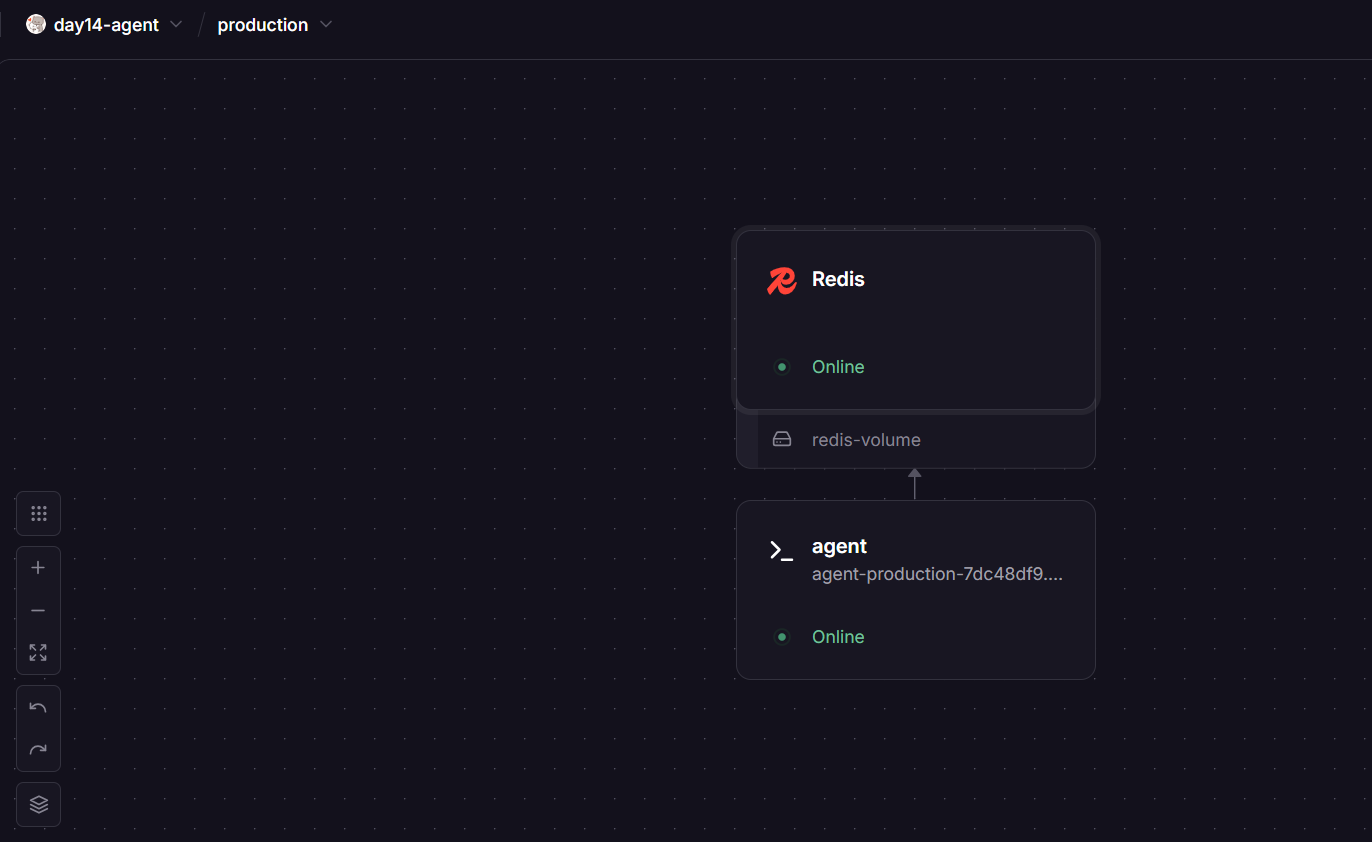 day14-agent / production
Redis
Online
redis-volume
agent
agent-production-7dc48df9....
Online